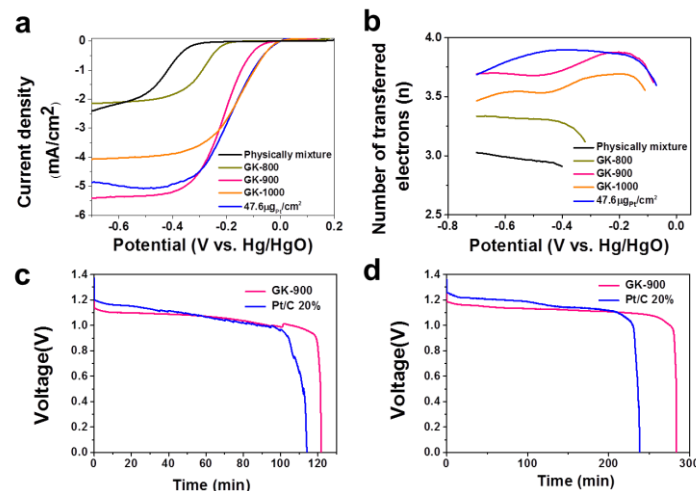 a
Current density
(mA/cm²)
0
-1
-2
-3
-4
-5
-6
-7
-0.6
-0.4
-0.2
0.0
0.2
Physically mixture
GK-800
GK-900
GK-1000
47.6μgPt/cm²
Potential (V vs. Hg/HgO)
b
Number of transferred
electrons (n)
4.0
3.5
3.0
2.5
-0.8
-0.6
-0.4
-0.2
0.0
Physically mixture
GK-800
GK-900
GK-1000
47.6μgPt/cm²
Potential (V vs. Hg/HgO)
c
Voltage(V)
1.4
1.2
1.0
0.8
0.6
0.4
0.2
0.0
0
20
40
60
80
100
120
GK-900
Pt/C 20%
Time (min)
d
Voltage(V)
1.4
1.2
1.0
0.8
0.6
0.4
0.2
0.0
0
100
200
300
GK-900
Pt/C 20%
Time (min)